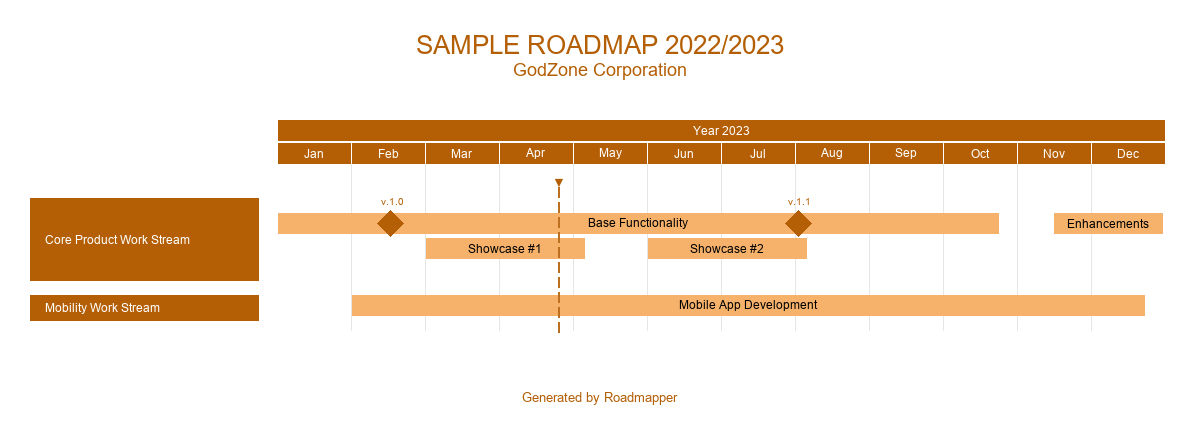 SAMPLE ROADMAP 2022/2023
GodZone Corporation
Year 2023
Jan Feb Mar Apr May Jun Jul Aug Sep Oct Nov Dec
v.1.0 v.1.1
Core Product Work Stream
Base Functionality
Enhancements
Showcase #1
Showcase #2
Mobility Work Stream
Mobile App Development
Generated by Roadmapper